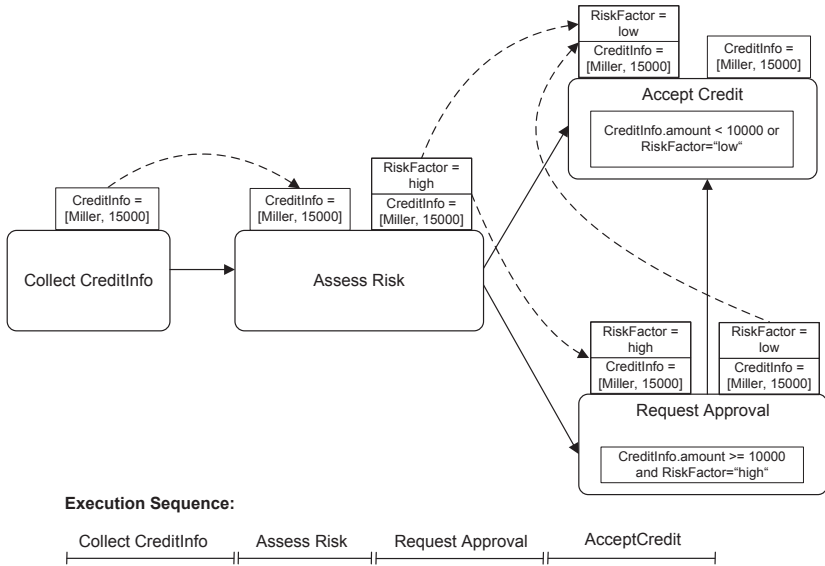 RiskFactor =
low
CreditInfo =
[Miller, 15000]
CreditInfo =
[Miller, 15000]
Accept Credit
CreditInfo.amount < 10000 or
RiskFactor=“low“
CreditInfo =
[Miller, 15000]
Collect CreditInfo
CreditInfo =
[Miller, 15000]
RiskFactor =
high
CreditInfo =
[Miller, 15000]
Assess Risk
RiskFactor =
high
CreditInfo =
[Miller, 15000]
RiskFactor =
low
CreditInfo =
[Miller, 15000]
Request Approval
CreditInfo.amount >= 10000
and RiskFactor=“high“
Execution Sequence:
Collect CreditInfo Assess Risk Request Approval AcceptCredit